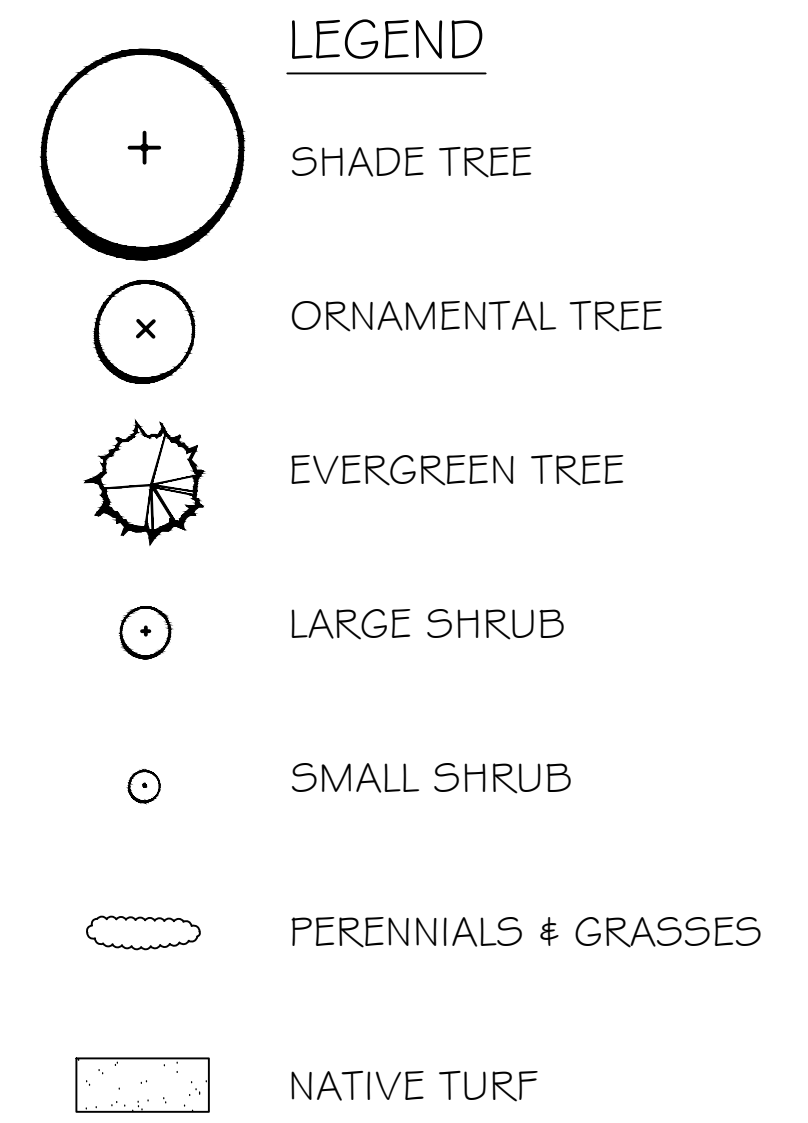 LEGEND
SHADE TREE
ORNAMENTAL TREE
EVERGREEN TREE
LARGE SHRUB
SMALL SHRUB
PERENNIALS & GRASSES
NATIVE TURF